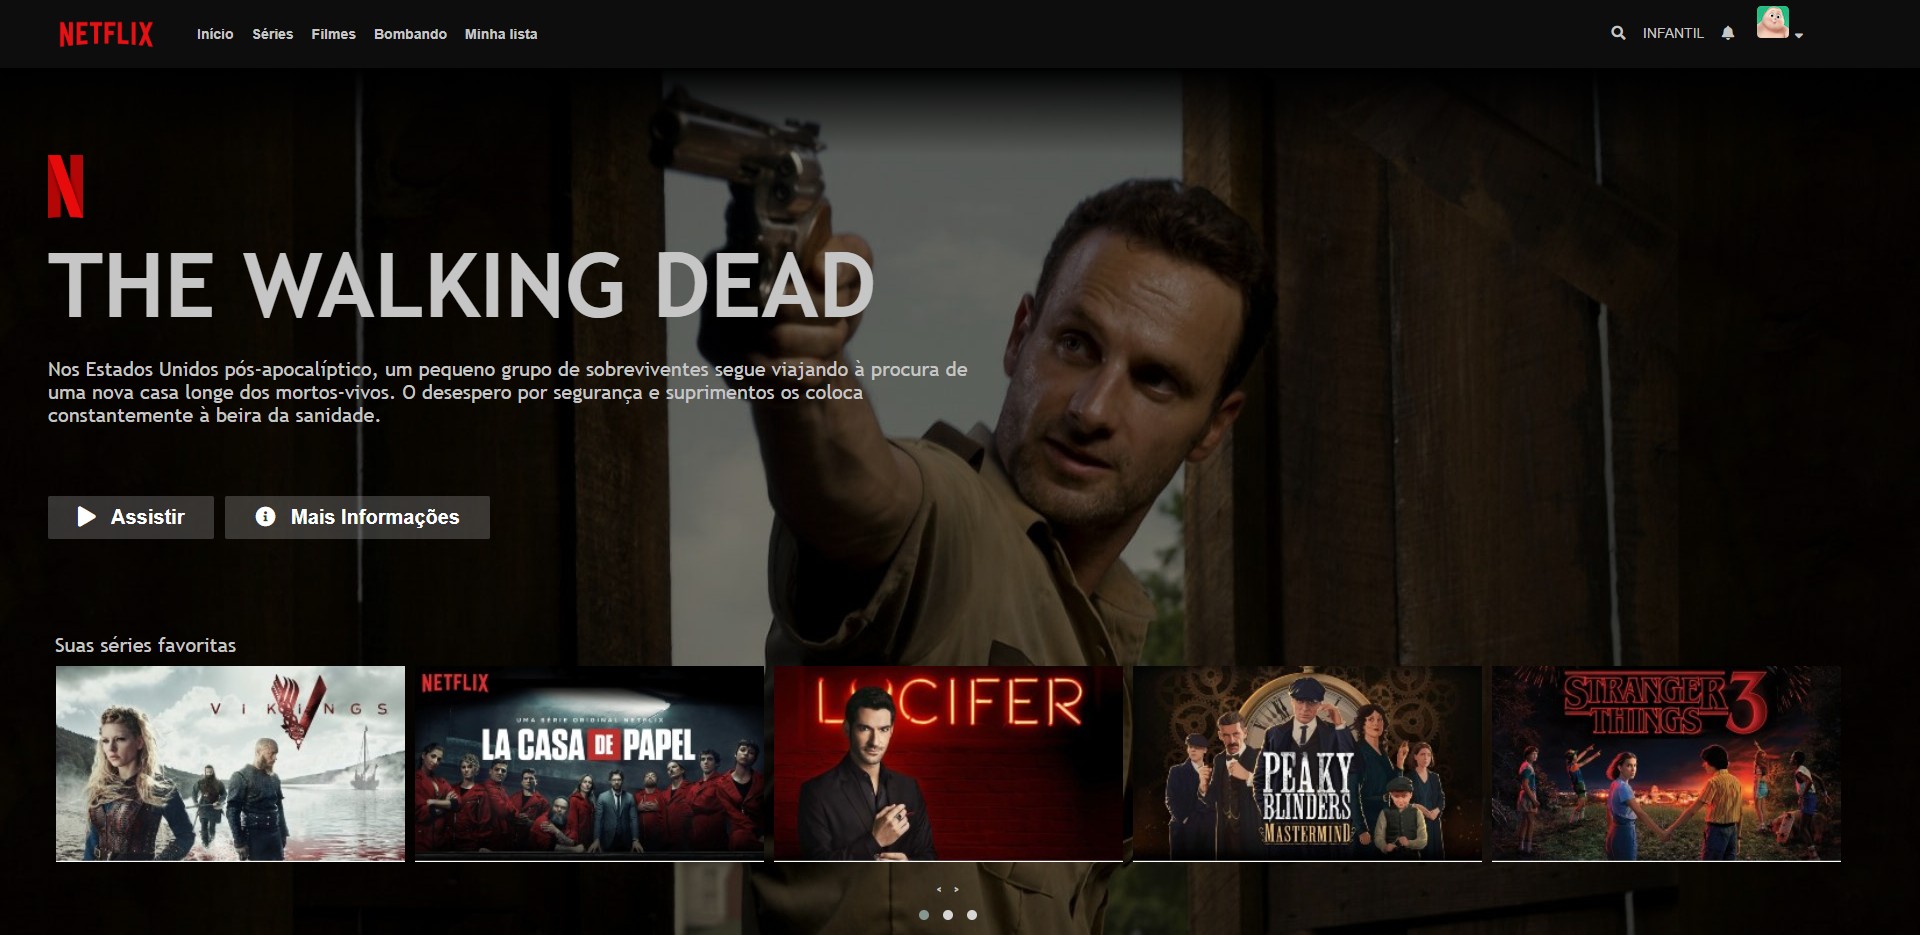 NETFLIX
Início Séries Filmes Bombando Minha lista
INFANTIL
N
THE WALKING DEAD
Nos Estados Unidos pós-apocalíptico, um pequeno grupo de sobreviventes segue viajando à procura de
uma nova casa longe dos mortos-vivos. O desespero por segurança e suprimentos os coloca
constantemente à beira da sanidade.
Assistir
Mais Informações
Suas séries favoritas
VIKINGS
NETFLIX
UMA SÉRIE ORIGINAL NETFLIX
LA CASA DE PAPEL
LUCIFER
PEAKY
BLINDERS
MASTERMIND
STRANGER
THINGS 3
< >